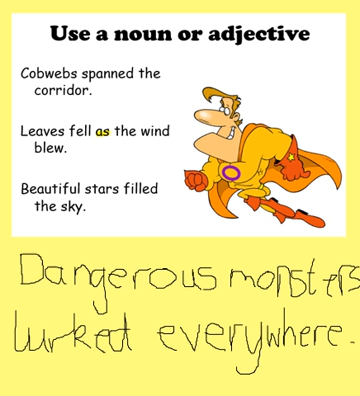 Use a noun or adjective
Cobwebs spanned the
corridor.
Leaves fell as the wind
blew.
Beautiful stars filled
the sky.
Dangerous monsters
lurked everywhere.